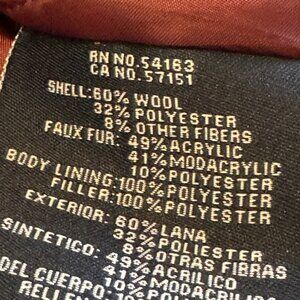 RN NO.54163
CA NO.57151
SHELL:60% WOOL
32% POLYESTER
8% OTHER FIBERS
FAUX FUR: 49%ACRYLIC
41%MODACRYLIC
10%POLYESTER
BODY LINING:100%POLYESTER
FILLER:100%POLYESTER
EXTERIOR: 60%LANA
32%POLIESTER
8%OTRAS FIBRAS
SINTETICO: 49%ACRILICO
41%MODACRILICO
10%POLIESTER
DEL CUERPO:
RELLEN